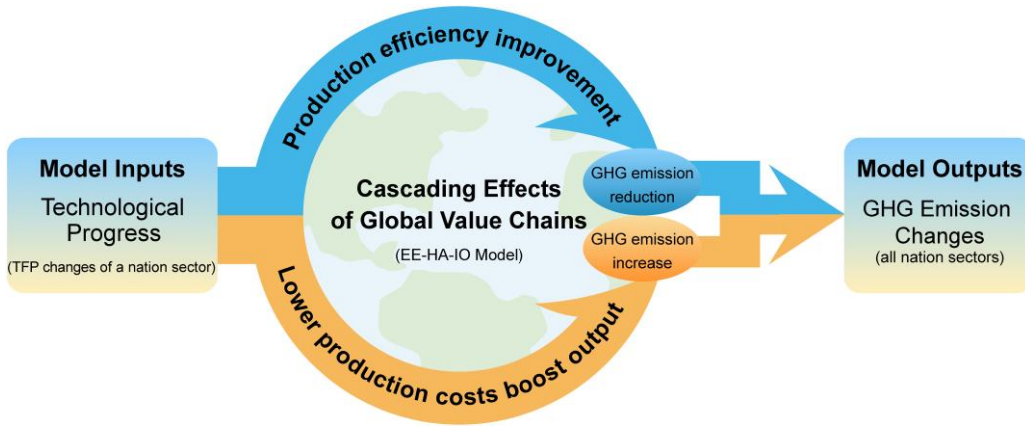 Model Inputs
Technological
Progress
(TFP changes of a nation sector)
Production efficiency improvement
Cascading Effects
of Global Value Chains
(EE-HA-IO Model)
Lower production costs boost output
GHG emission
reduction
GHG emission
increase
Model Outputs
GHG Emission
Changes
(all nation sectors)